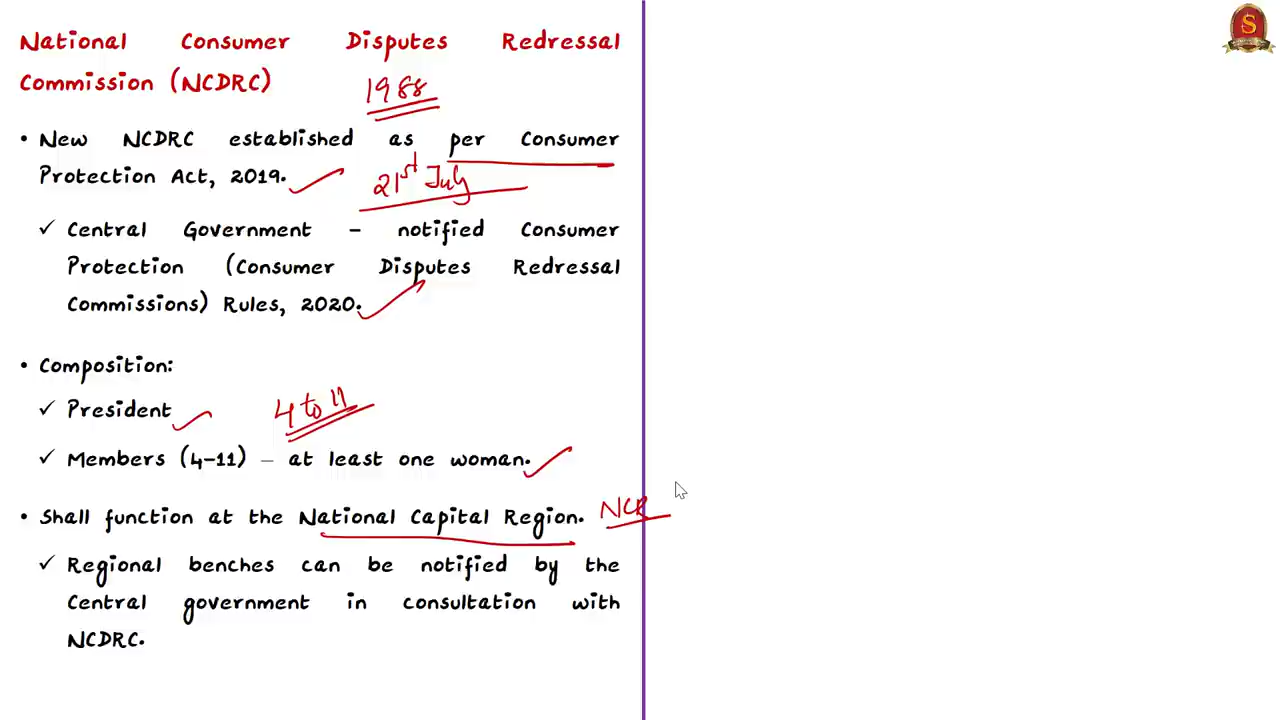 National Consumer Disputes Redressal
Commission (NCDRC)
1988
• New NCDRC established as per Consumer
Protection Act, 2019.
21st July
✓ Central Government – notified Consumer
Protection (Consumer Disputes Redressal
Commissions) Rules, 2020.
• Composition:
✓ President
4 to 11
✓ Members (4-11) – at least one woman.
• Shall function at the National Capital Region.
NCR
✓ Regional benches can be notified by the
Central government in consultation with
NCDRC.
S